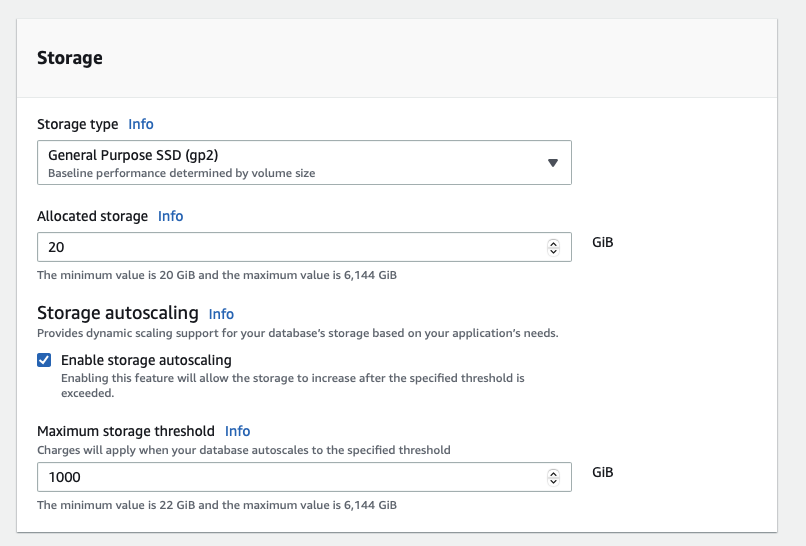 Storage
Storage type Info
General Purpose SSD (gp2)
Baseline performance determined by volume size
Allocated storage Info
20
GiB
The minimum value is 20 GiB and the maximum value is 6,144 GiB
Storage autoscaling Info
Provides dynamic scaling support for your database's storage based on your application's needs.
Enable storage autoscaling
Enabling this feature will allow the storage to increase after the specified threshold is
exceeded.
Maximum storage threshold Info
Charges will apply when your database autoscales to the specified threshold
1000
GiB
The minimum value is 22 GiB and the maximum value is 6,144 GiB